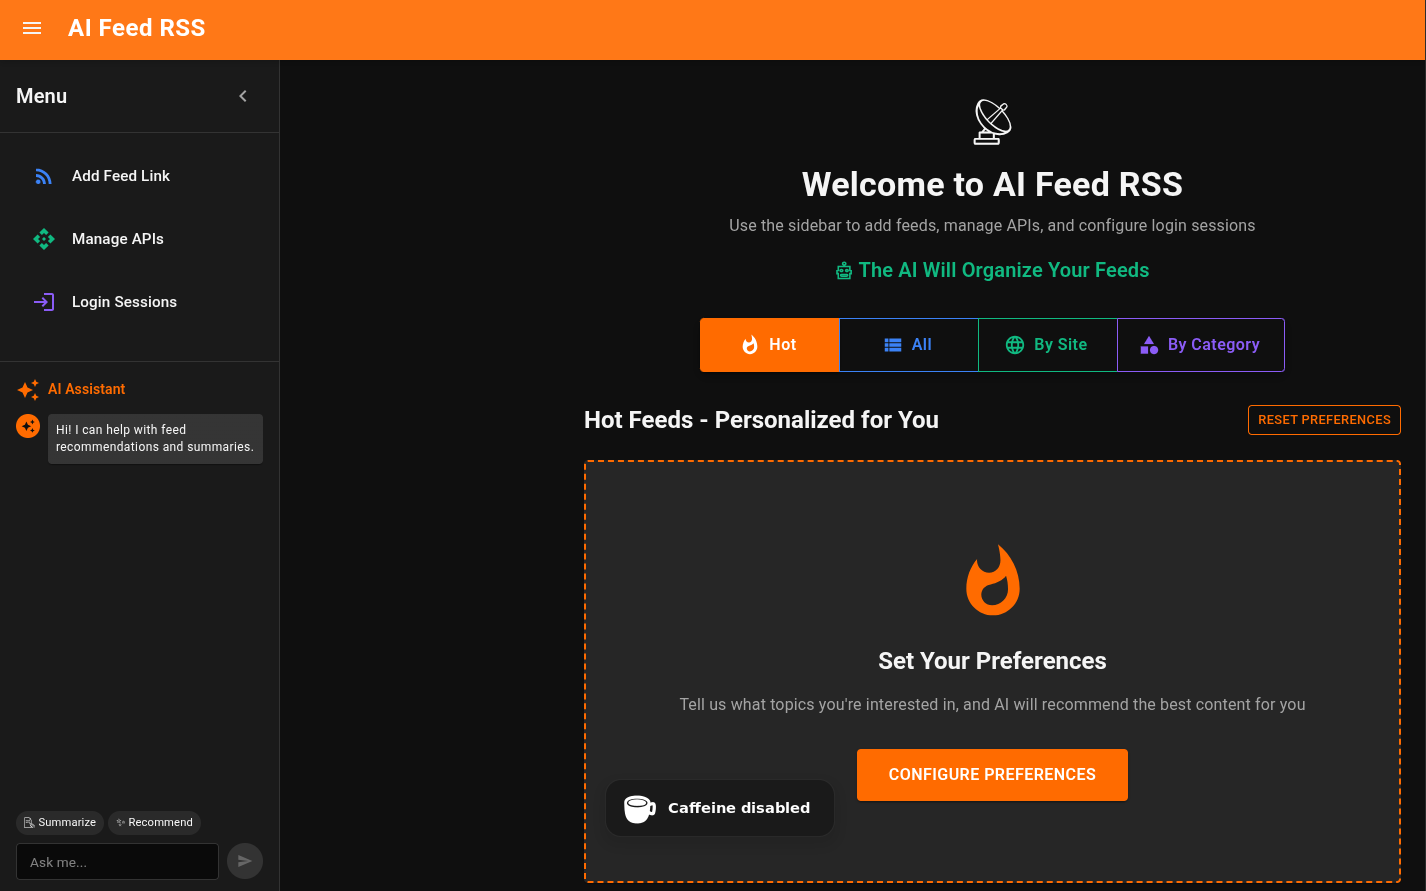 AI Feed RSS
Menu
Add Feed Link
Manage APIs
Login Sessions
AI Assistant
Hi! I can help with feed
recommendations and summaries.
Summarize
Recommend
Ask me...
Welcome to AI Feed RSS
Use the sidebar to add feeds, manage APIs, and configure login sessions
The AI Will Organize Your Feeds
Hot
All
By Site
By Category
Hot Feeds - Personalized for You
RESET PREFERENCES
Set Your Preferences
Tell us what topics you're interested in, and AI will recommend the best content for you
CONFIGURE PREFERENCES
Caffeine disabled